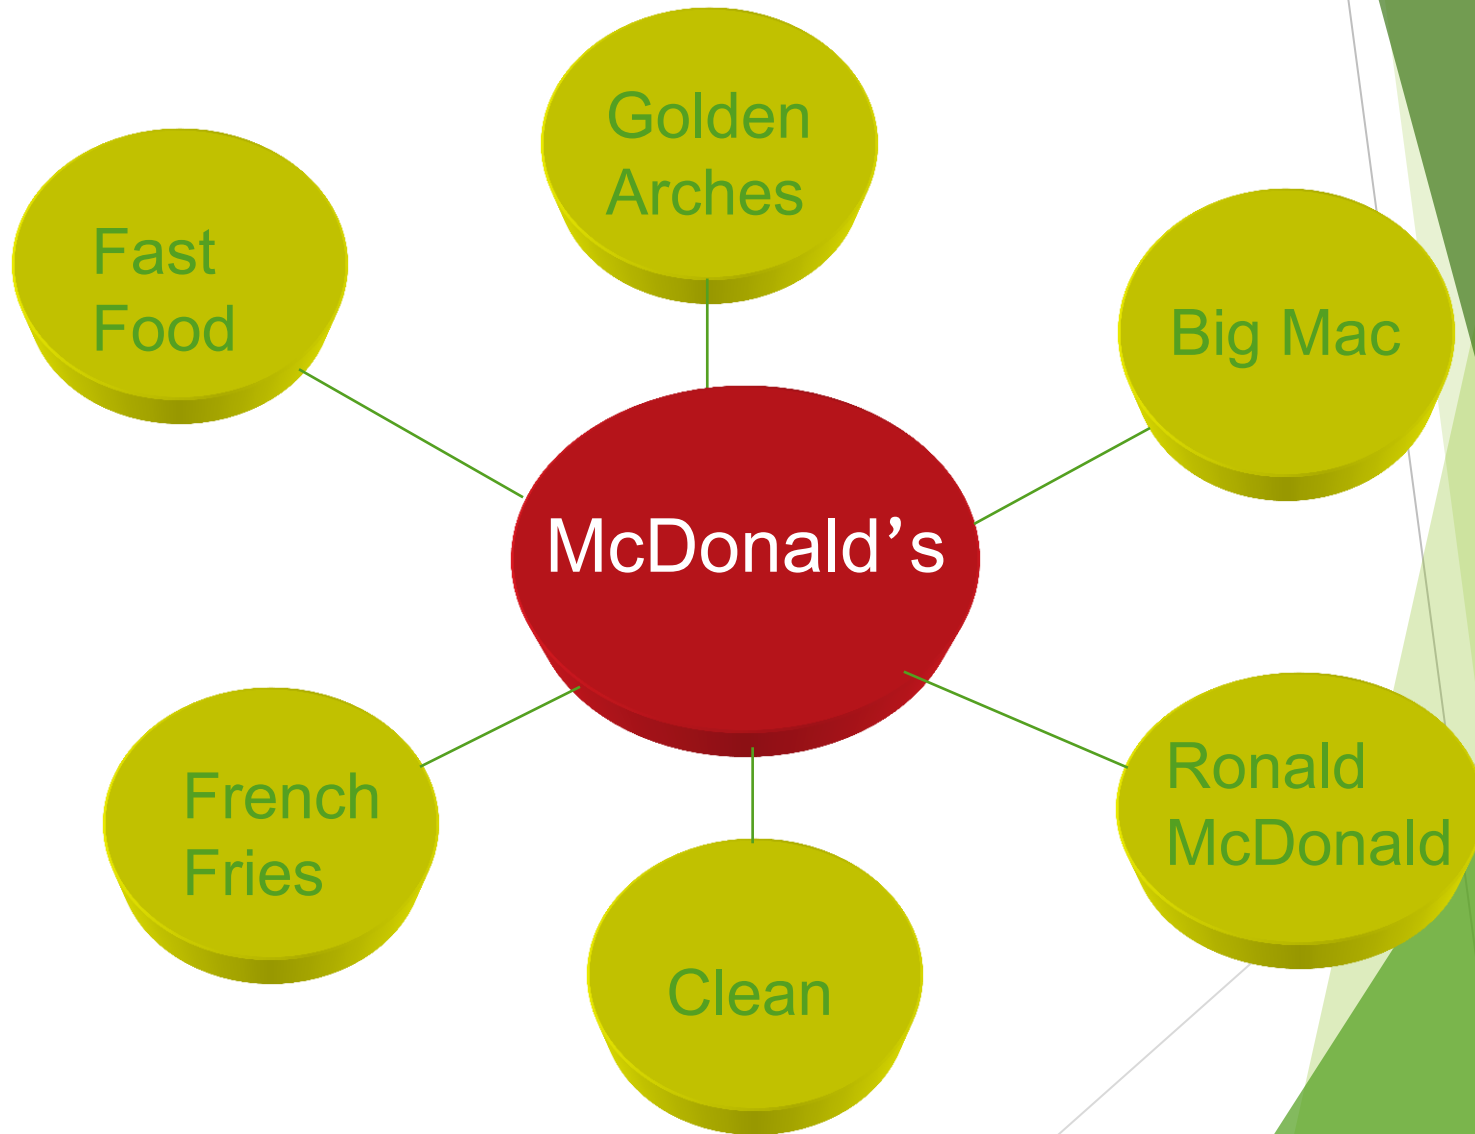 Golden
Arches
Fast
Food
Big Mac
McDonald’s
Ronald
McDonald
French
Fries
Clean